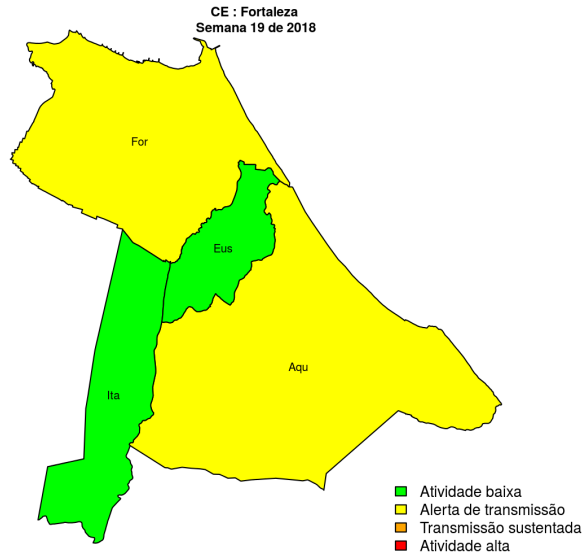 CE : Fortaleza
Semana 19 de 2018
For
Eus
Aqu
Ita
Atividade baixa
Alerta de transmissão
Transmissão sustentada
Atividade alta